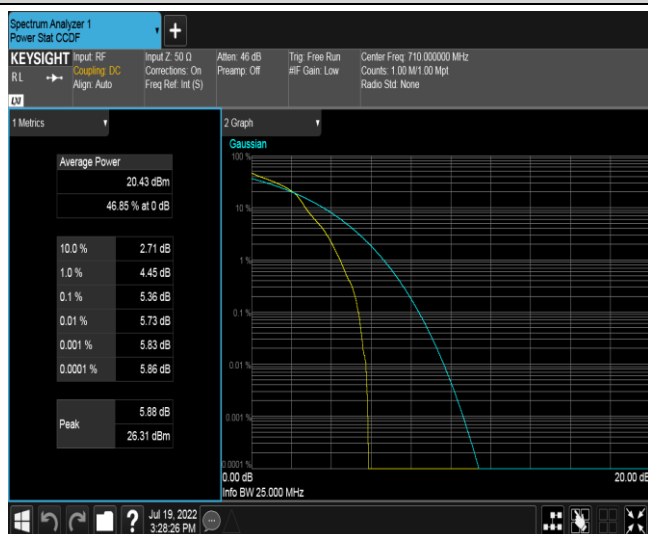 Spectrum Analyzer 1
Power Stat CCDF
+
KEYSIGHT
RL
LXI
Input: RF
Coupling: DC
Align: Auto
Input Z: 50 Ω
Corrections: On
Freq Ref: Int (S)
Atten: 46 dB
Preamp: Off
Trig: Free Run
#IF Gain: Low
Center Freq: 710.000000 MHz
Counts: 1.00 M/1.00 Mpt
Radio Std: None
1 Metrics
Average Power
20.43 dBm
46.85 % at 0 dB
10.0 % 2.71 dB
1.0 % 4.45 dB
0.1 % 5.36 dB
0.01 % 5.73 dB
0.001 % 5.83 dB
0.0001 % 5.86 dB
Peak
5.88 dB
26.31 dBm
2 Graph
Gaussian
100 %
10 %
1 %
0.1 %
0.01 %
0.001 %
0.0001 %
0.00 dB
20.00 dB
Info BW 25.000 MHz
?
Jul 19, 2022
3:28:26 PM